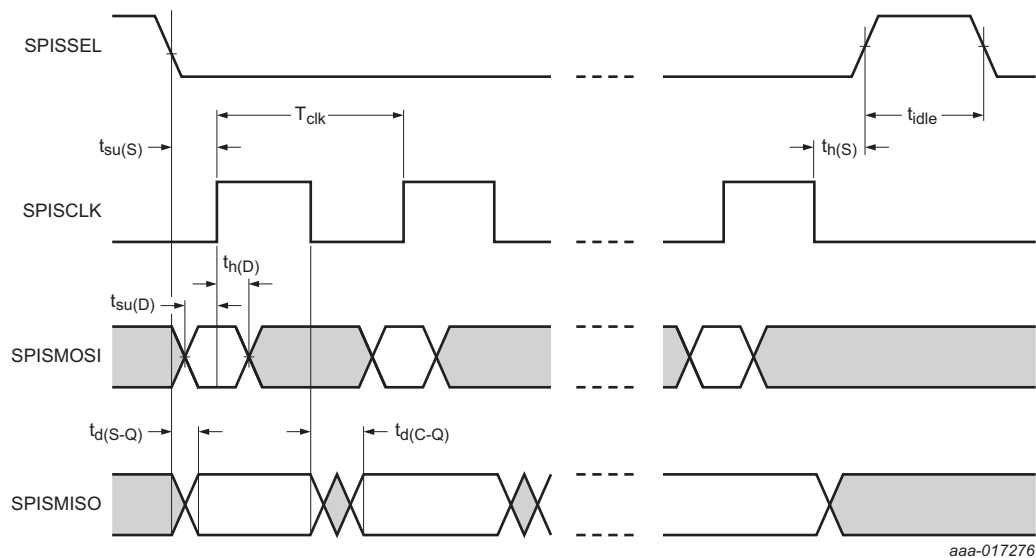 SPISSEL
T_clk
t_idle
t_su(S)
t_h(S)
SPISCLK
t_h(D)
t_su(D)
SPISMOSI
t_d(S-Q)
t_d(C-Q)
SPISMISO
aaa-017276